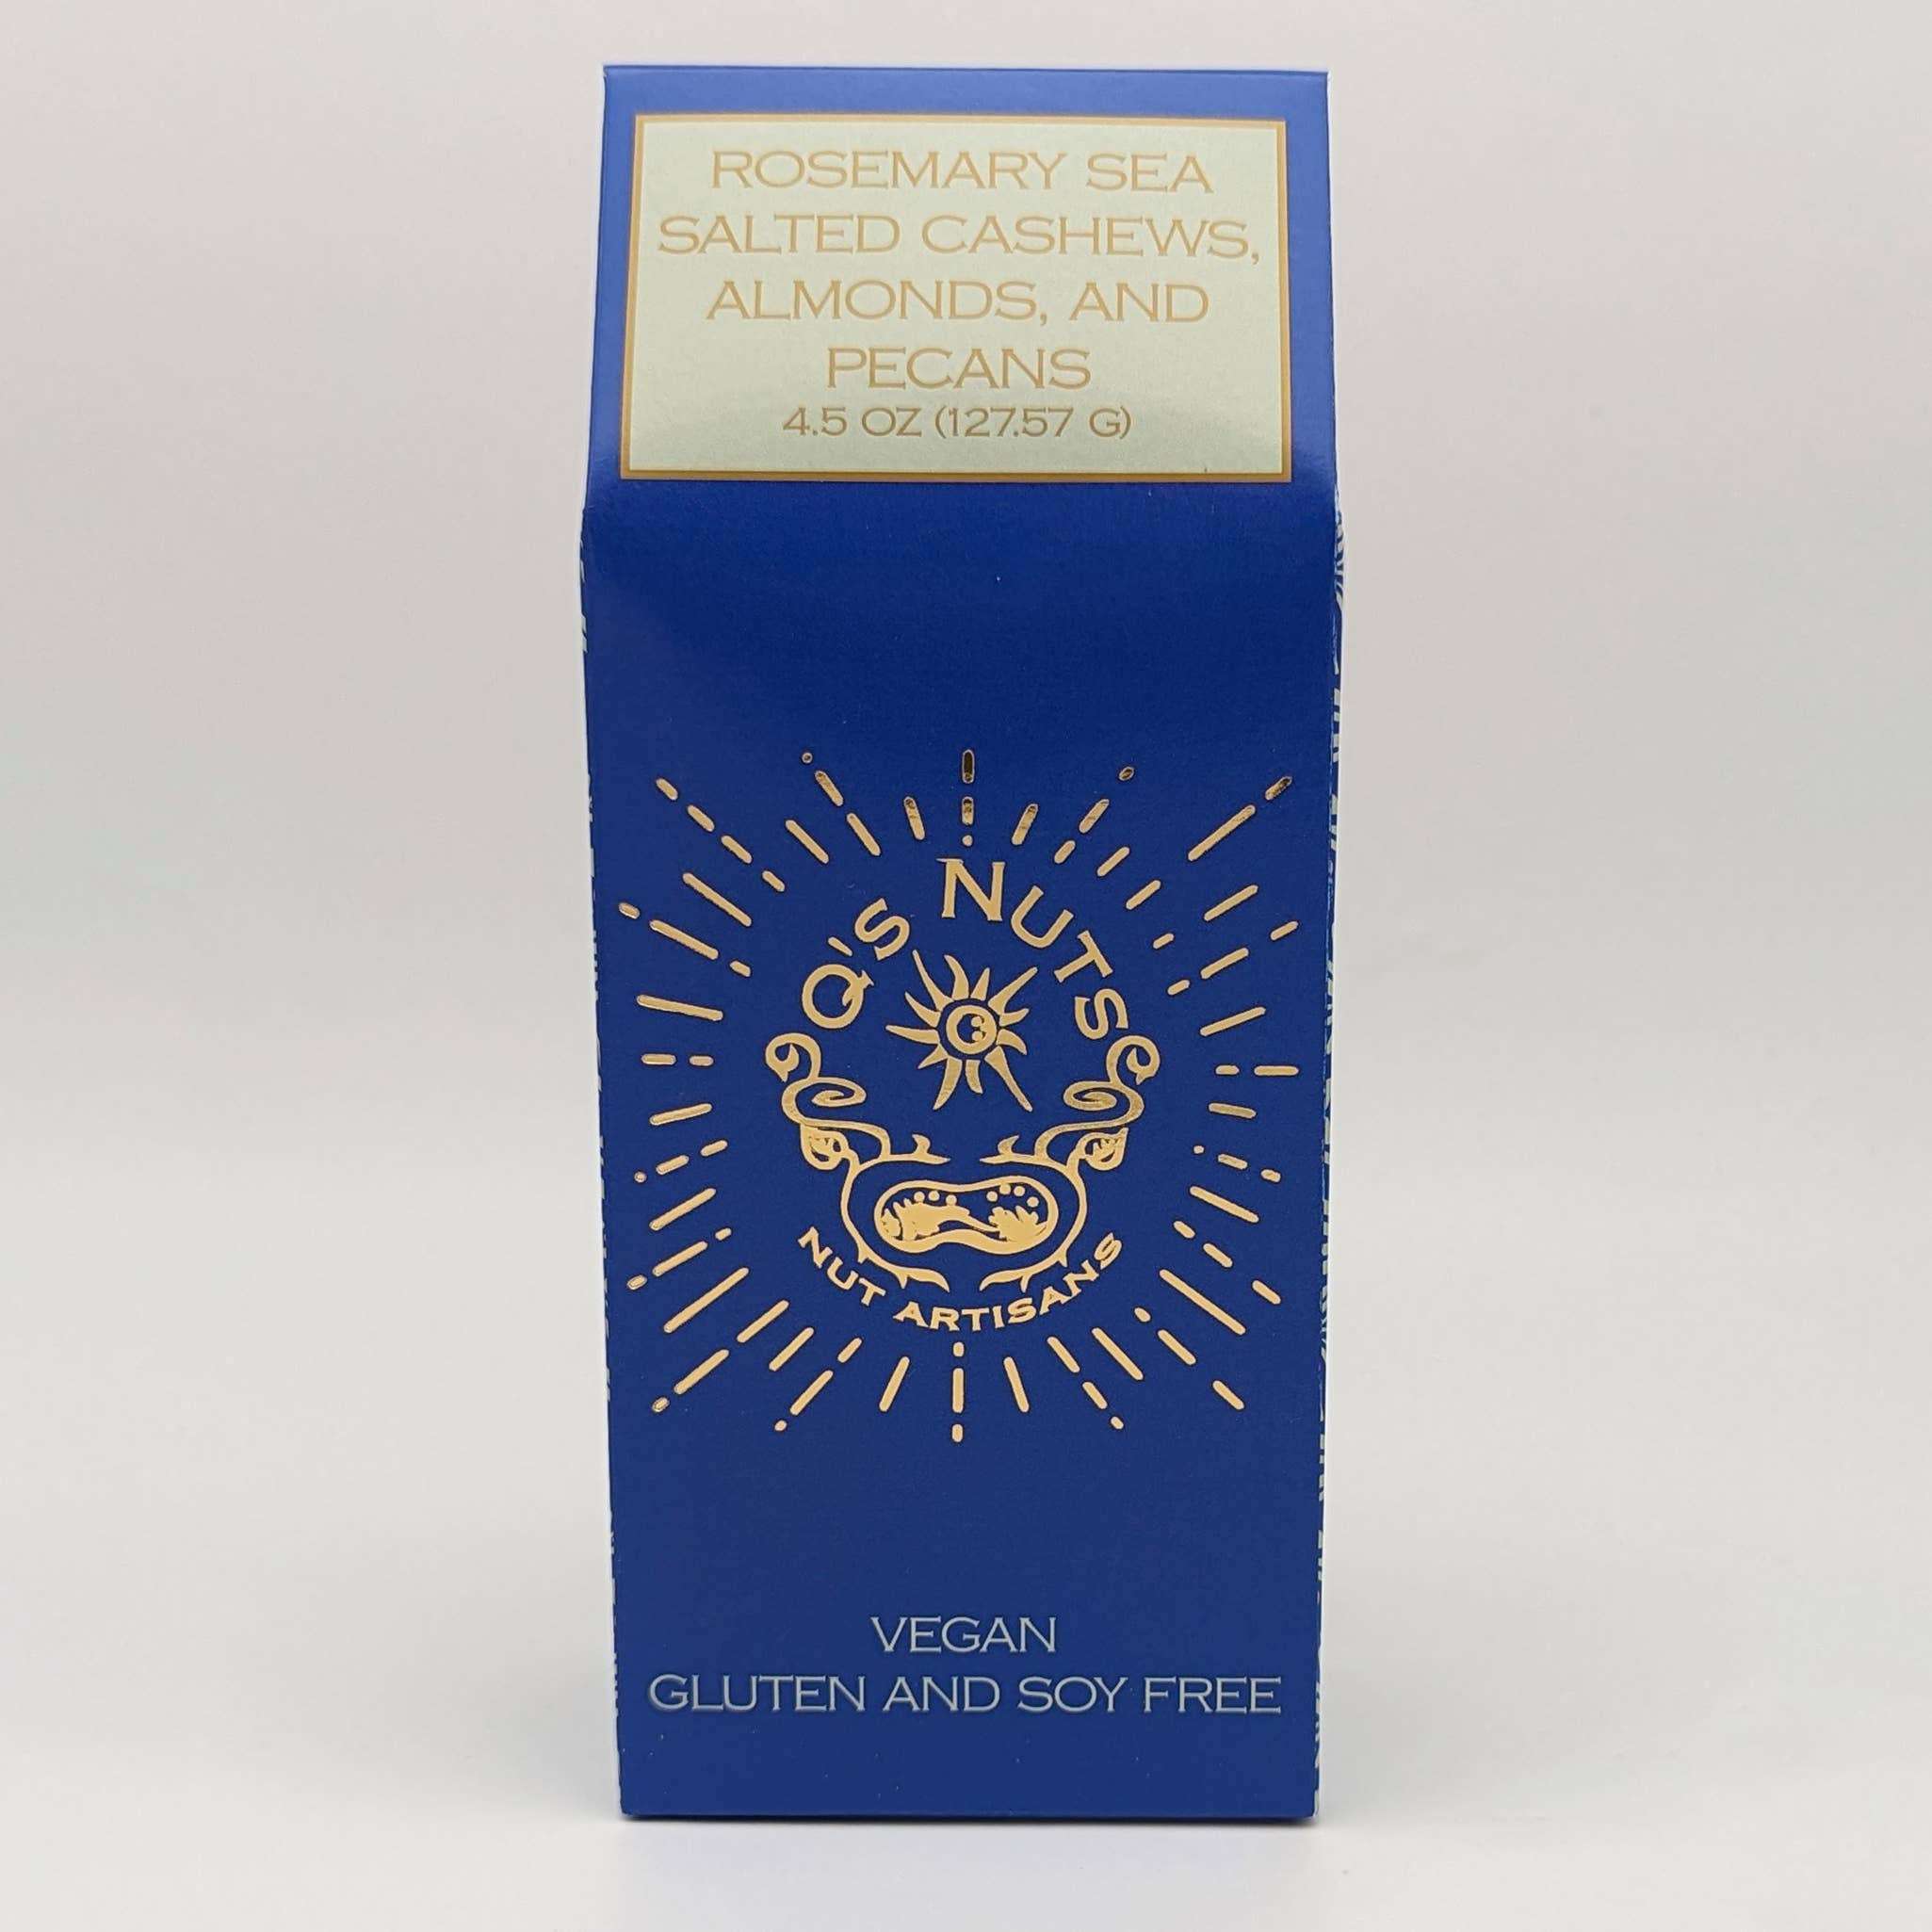 ROSEMARY SEA
SALTED CASHEWS,
ALMONDS, AND
PECANS
4.5 OZ (127.57 G)
Q'S NUTS
NUT ARTISANS
VEGAN
GLUTEN AND SOY FREE